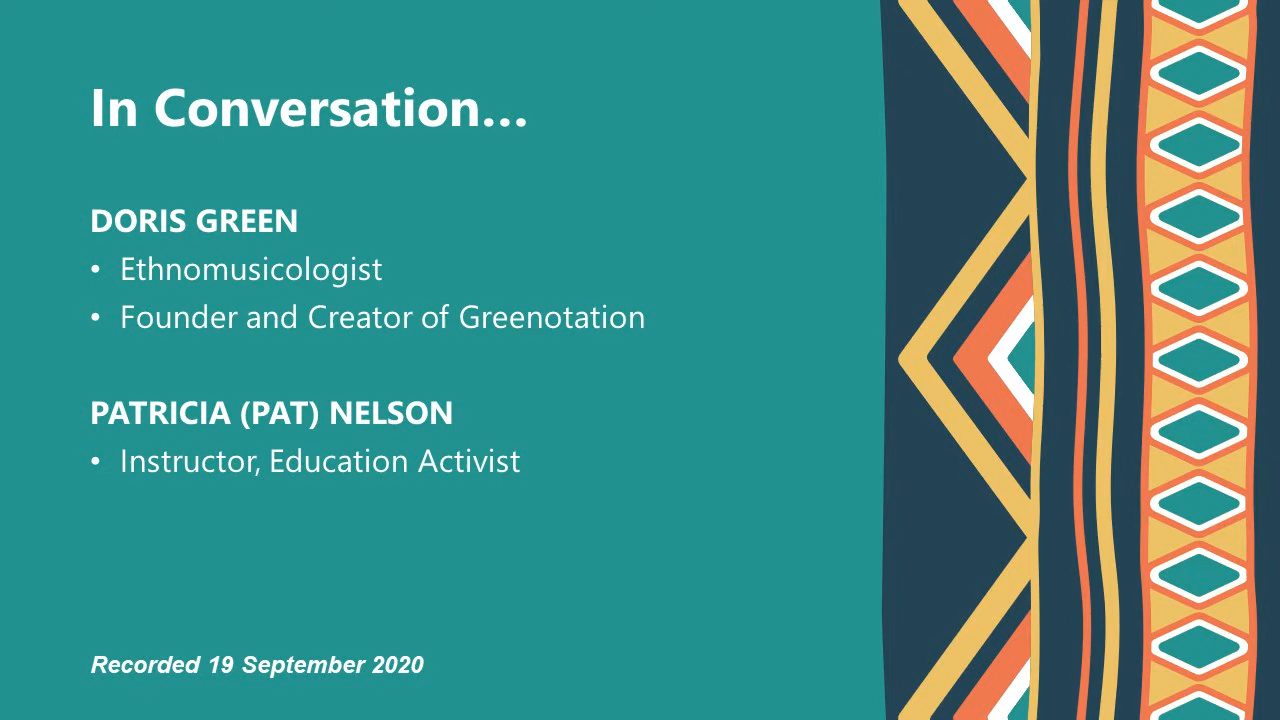 In Conversation...
DORIS GREEN
• Ethnomusicologist
• Founder and Creator of Greenotation
PATRICIA (PAT) NELSON
• Instructor, Education Activist
Recorded 19 September 2020